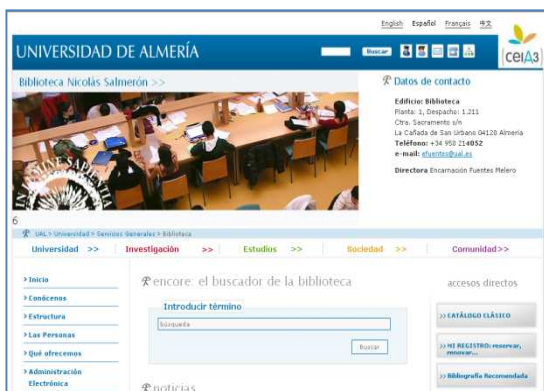 English Español Français 中文
UNIVERSIDAD DE ALMERÍA
Buscar
ceiA3
Biblioteca Nicolás Salmerón >>
Datos de contacto
Edificio: Biblioteca
Planta: 1, Despacho: 1.211
Ctra. Sacramento s/n
La Cañada de San Urbano 04120 Almería
Teléfono: +34 950 214052
e-mail: afuentes@ual.es
Directora Encarnación Fuentes Melero
6
UAL > Universidad > Servicios Generales > Biblioteca
Universidad >> Investigación >> Estudios >> Sociedad >> Comunidad>>
> Inicio
> Conócenos
> Estructura
> Las Personas
> Qué ofrecemos
> Administración
Electrónica
encore: el buscador de la biblioteca
Introducir término
búsqueda
Buscar
noticias
accesos directos
>> CATÁLOGO CLÁSICO
>> MI REGISTRO: reservar,
renovar...
>> Bibliografía Recomendada